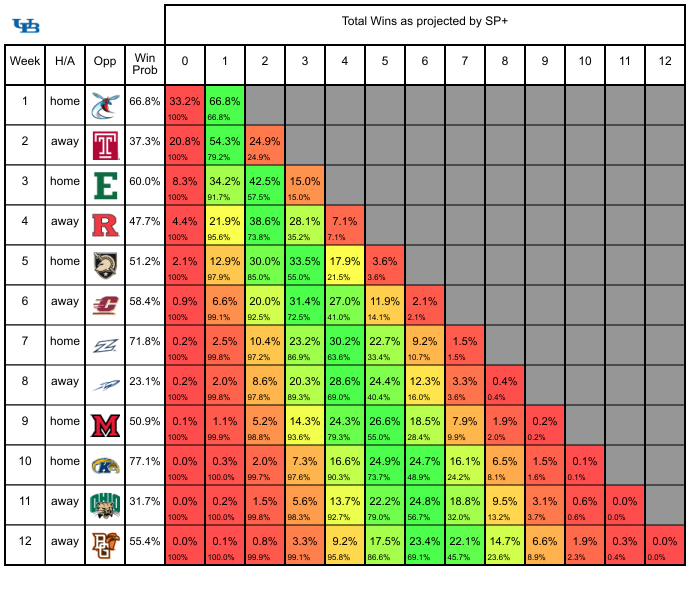 UB
Total Wins as projected by SP+
Week H/A Opp Win Prob 0 1 2 3 4 5 6 7 8 9 10 11 12
1 home 66.8% 33.2% 66.8%
100% 66.8%
2 away T 37.3% 20.8% 54.3% 24.9%
100% 79.2% 24.9%
3 home E 60.0% 8.3% 34.2% 42.5% 15.0%
100% 91.7% 57.5% 15.0%
4 away R 47.7% 4.4% 21.9% 38.6% 28.1% 7.1%
100% 95.6% 73.8% 35.2% 7.1%
5 home 51.2% 2.1% 12.9% 30.0% 33.5% 17.9% 3.6%
100% 97.9% 85.0% 55.0% 21.5% 3.6%
6 away C 58.4% 0.9% 6.6% 20.0% 31.4% 27.0% 11.9% 2.1%
100% 99.1% 92.5% 72.5% 41.0% 14.1% 2.1%
7 home Z 71.8% 0.2% 2.5% 10.4% 23.2% 30.2% 22.7% 9.2% 1.5%
100% 99.8% 97.2% 86.9% 63.6% 33.4% 10.7% 1.5%
8 away 23.1% 0.2% 2.0% 8.6% 20.3% 28.6% 24.4% 12.3% 3.3% 0.4%
100% 99.8% 97.8% 89.3% 69.0% 40.4% 16.0% 3.6% 0.4%
9 home M 50.9% 0.1% 1.1% 5.2% 14.3% 24.3% 26.6% 18.5% 7.9% 1.9% 0.2%
100% 99.9% 98.8% 93.6% 79.3% 55.0% 28.4% 9.9% 2.0% 0.2%
10 home K 77.1% 0.0% 0.3% 2.0% 7.3% 16.6% 24.9% 24.7% 16.1% 6.5% 1.5% 0.1%
100% 100.0% 99.7% 97.6% 90.3% 73.7% 48.9% 24.2% 8.1% 1.6% 0.1%
11 away OHIO 31.7% 0.0% 0.2% 1.5% 5.6% 13.7% 22.2% 24.8% 18.8% 9.5% 3.1% 0.6% 0.0%
100% 100.0% 99.8% 98.3% 92.7% 79.0% 56.7% 32.0% 13.2% 3.7% 0.6% 0.0%
12 away BG 55.4% 0.0% 0.1% 0.8% 3.3% 9.2% 17.5% 23.4% 22.1% 14.7% 6.6% 1.9% 0.3% 0.0%
100% 100.0% 99.9% 99.1% 95.8% 86.6% 69.1% 45.7% 23.6% 8.9% 2.3% 0.4% 0.0%